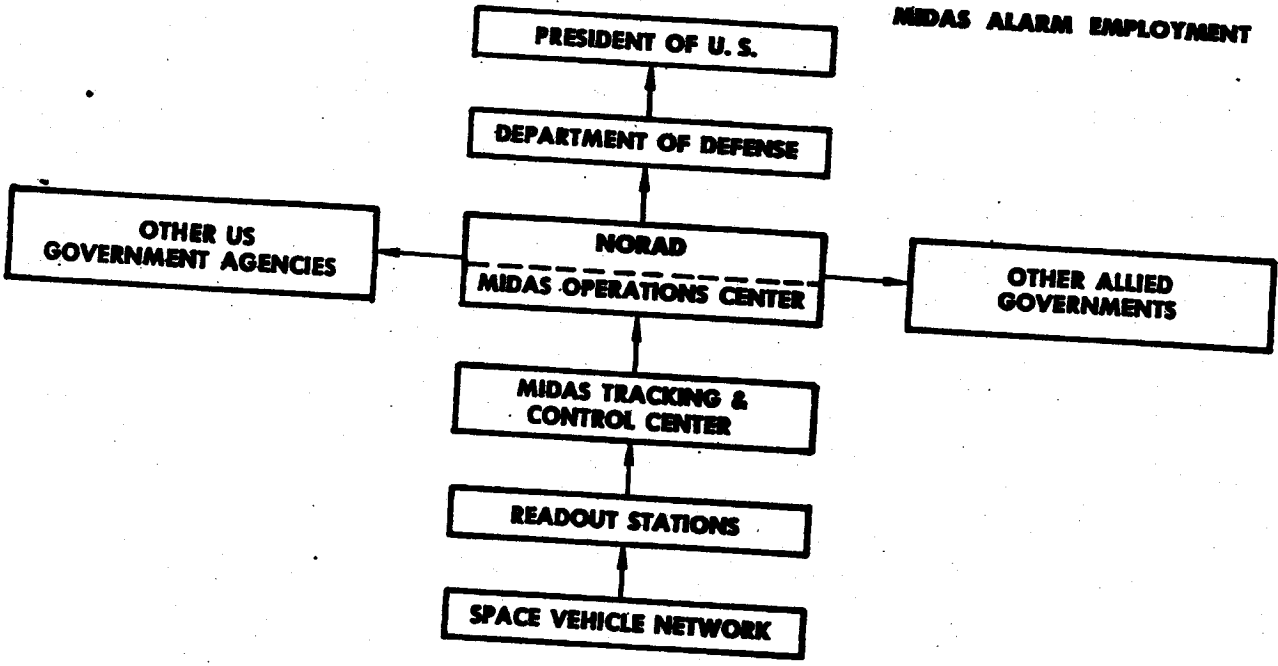 MIDAS ALARM EMPLOYMENT
PRESIDENT OF U. S.
DEPARTMENT OF DEFENSE
OTHER US
GOVERNMENT AGENCIES
NORAD
MIDAS OPERATIONS CENTER
OTHER ALLIED
GOVERNMENTS
MIDAS TRACKING &
CONTROL CENTER
READOUT STATIONS
SPACE VEHICLE NETWORK